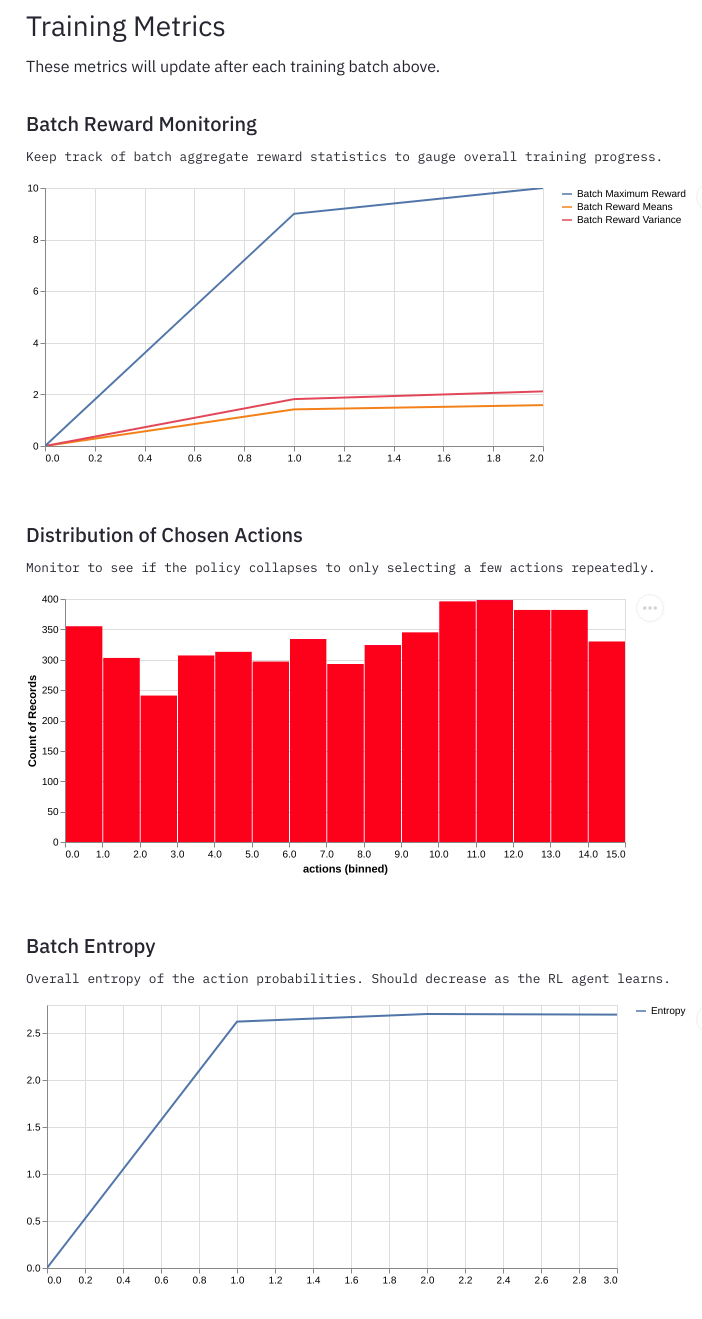 Training Metrics
These metrics will update after each training batch above.
Batch Reward Monitoring
Keep track of batch aggregate reward statistics to gauge overall training progress.
10
8
6
4
2
0
0.0 0.2 0.4 0.6 0.8 1.0 1.2 1.4 1.6 1.8 2.0
Batch Maximum Reward
Batch Reward Means
Batch Reward Variance
Distribution of Chosen Actions
Monitor to see if the policy collapses to only selecting a few actions repeatedly.
Count of Records
400
350
300
250
200
150
100
50
0
0.0 1.0 2.0 3.0 4.0 5.0 6.0 7.0 8.0 9.0 10.0 11.0 12.0 13.0 14.0 15.0
actions (binned)
Batch Entropy
Overall entropy of the action probabilities. Should decrease as the RL agent learns.
2.5
2.0
1.5
1.0
0.5
0.0
0.0 0.2 0.4 0.6 0.8 1.0 1.2 1.4 1.6 1.8 2.0 2.2 2.4 2.6 2.8 3.0
Entropy